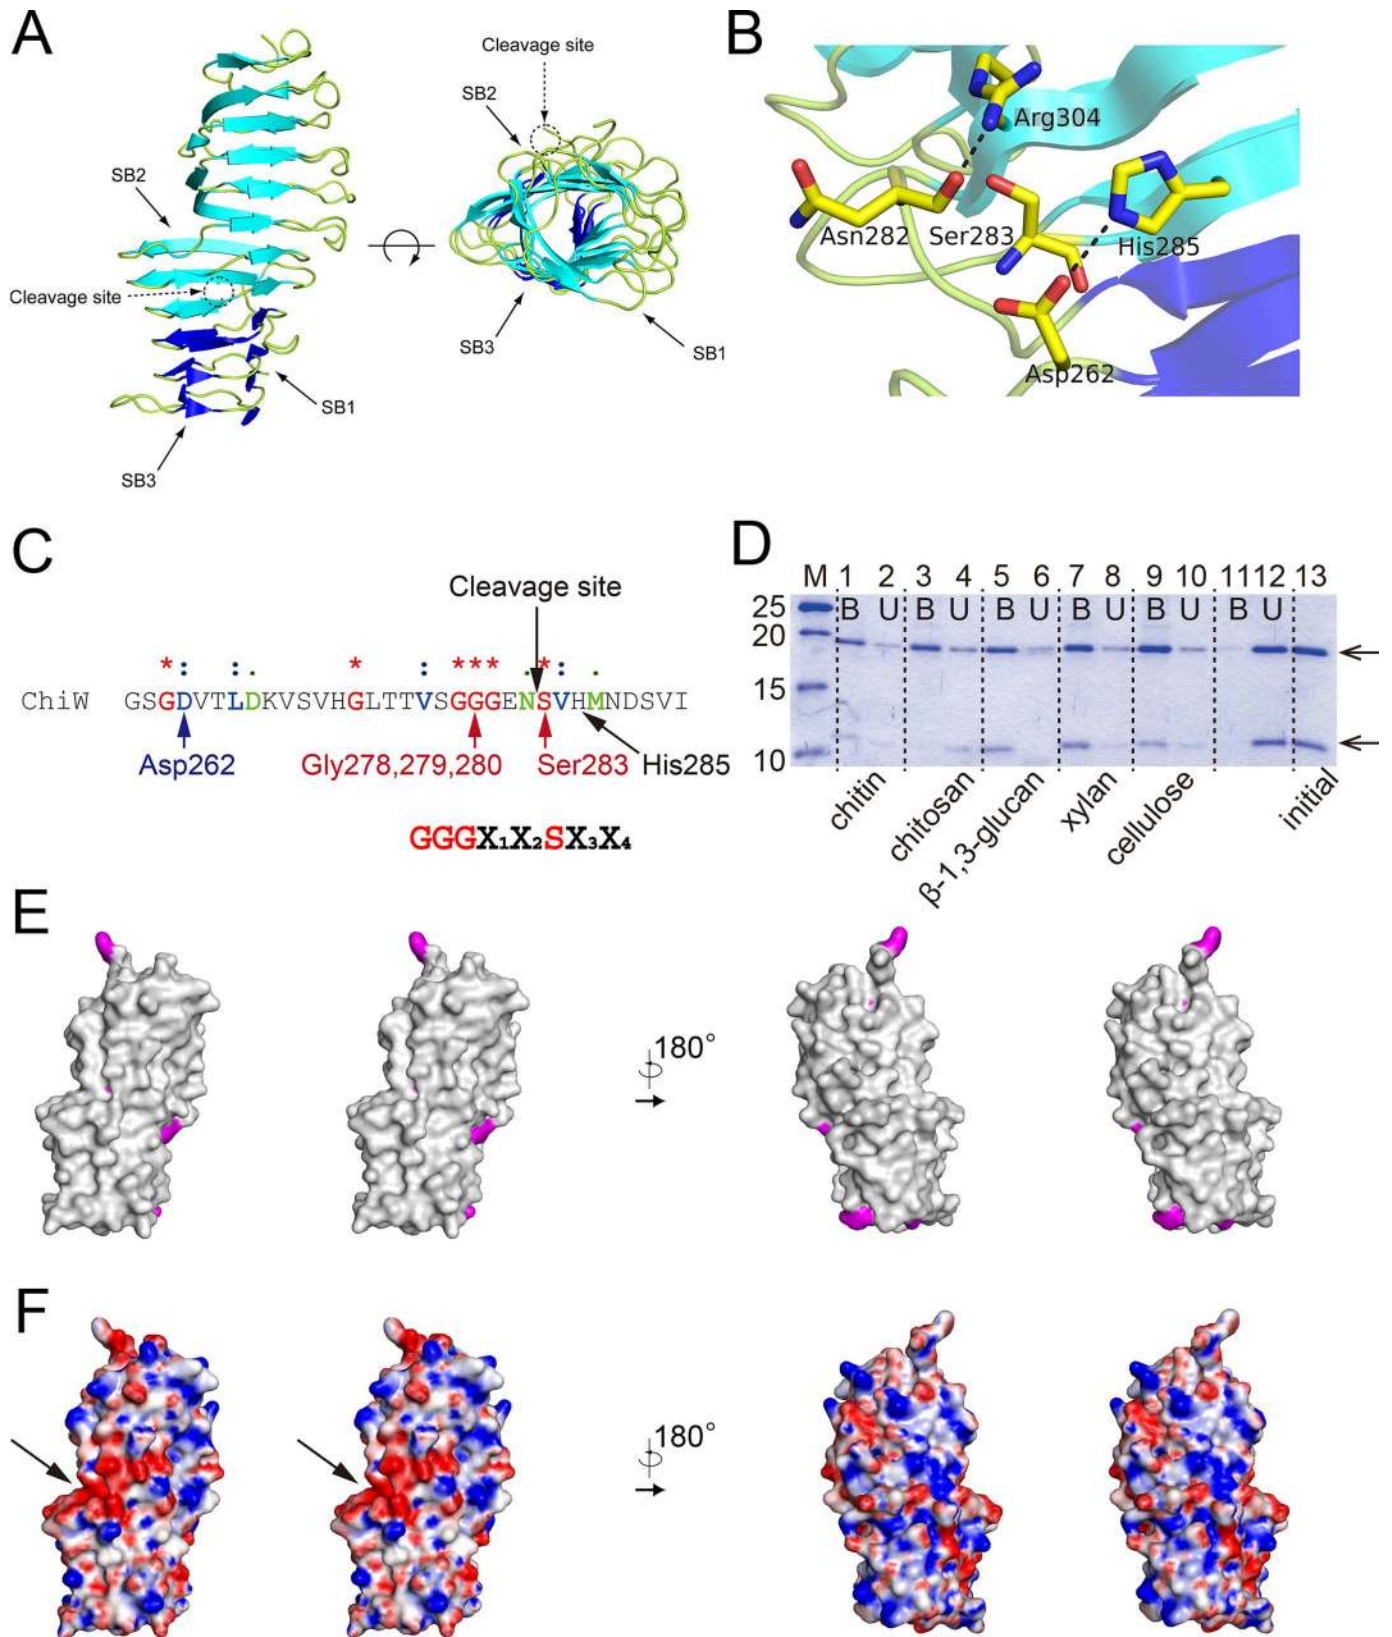 A
Cleavage site
SB2
SB2
Cleavage site
SB1
SB3
SB3
SB1
B
Arg304
Asn282
Ser283
His285
Asp262
C
Cleavage site
* : : . * : *** . * : .
ChiW GSGDVTLDKVSVHGLTTVSGGGENSVHMNDSVI
Asp262
Gly278,279,280
Ser283
His285
GGGX1X2SX3X4
D
M 1 2 3 4 5 6 7 8 9 10 11 12 13
B U B U B U B U B U B U
25
20
15
10
chitin
chitosan
β-1,3-glucan
xylan
cellulose
initial
E
180°
F
180°